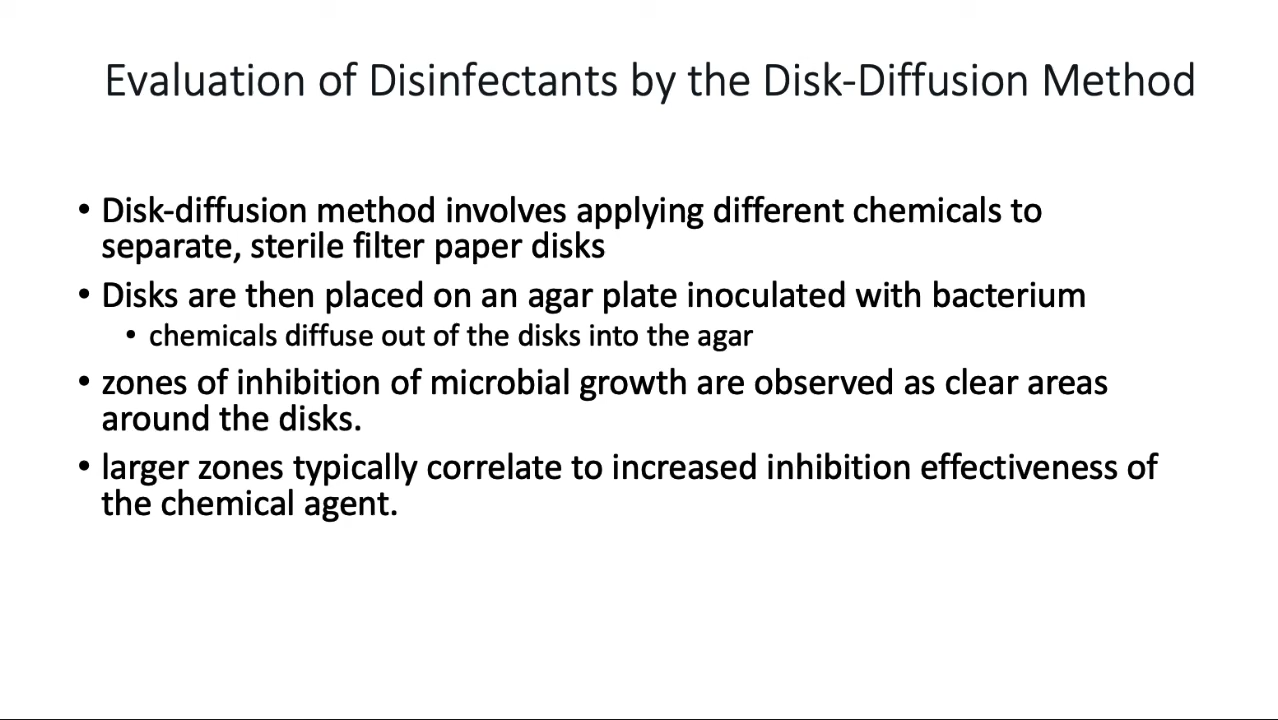 Evaluation of Disinfectants by the Disk-Diffusion Method
• Disk-diffusion method involves applying different chemicals to
separate, sterile filter paper disks
• Disks are then placed on an agar plate inoculated with bacterium
• chemicals diffuse out of the disks into the agar
• zones of inhibition of microbial growth are observed as clear areas
around the disks.
• larger zones typically correlate to increased inhibition effectiveness of
the chemical agent.